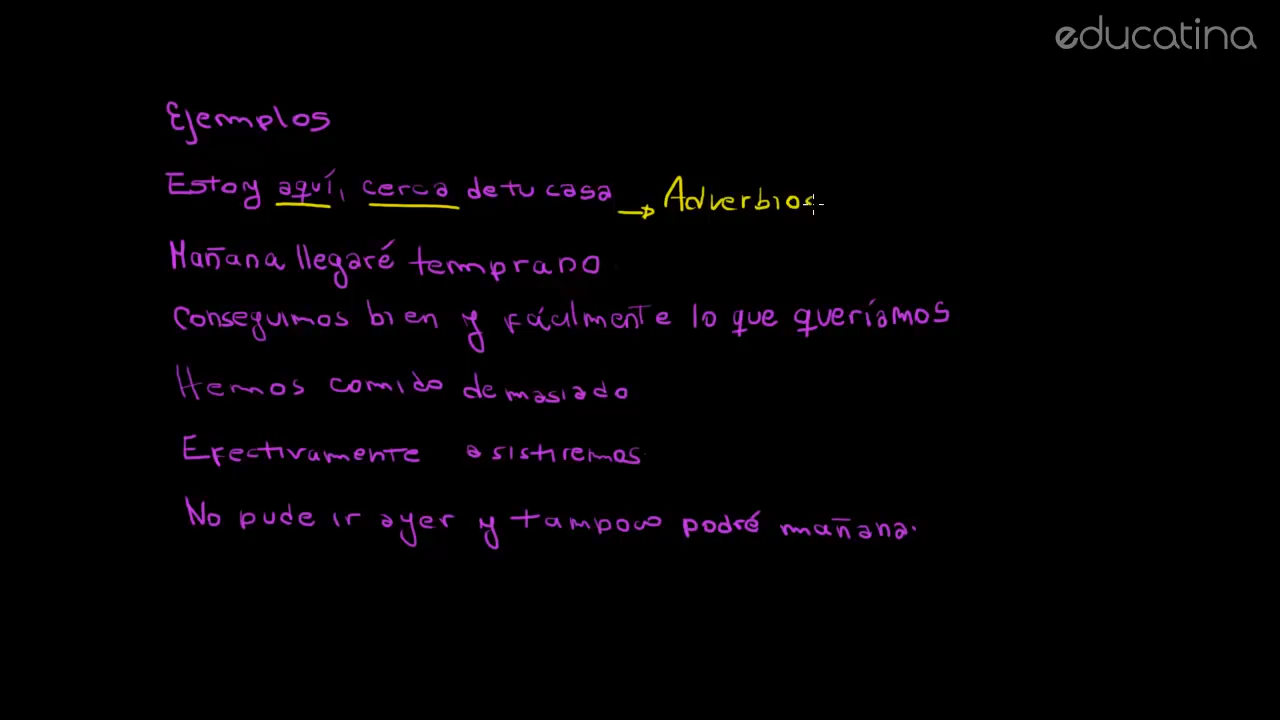 educatina
Ejemplos
Estoy aquí, cerca de tu casa → Adverbios
Mañana llegaré temprano
Conseguimos bien y fácilmente lo que queríamos
Hemos comido demasiado
Efectivamente asistiremos
No pude ir ayer y tampoco podré mañana.